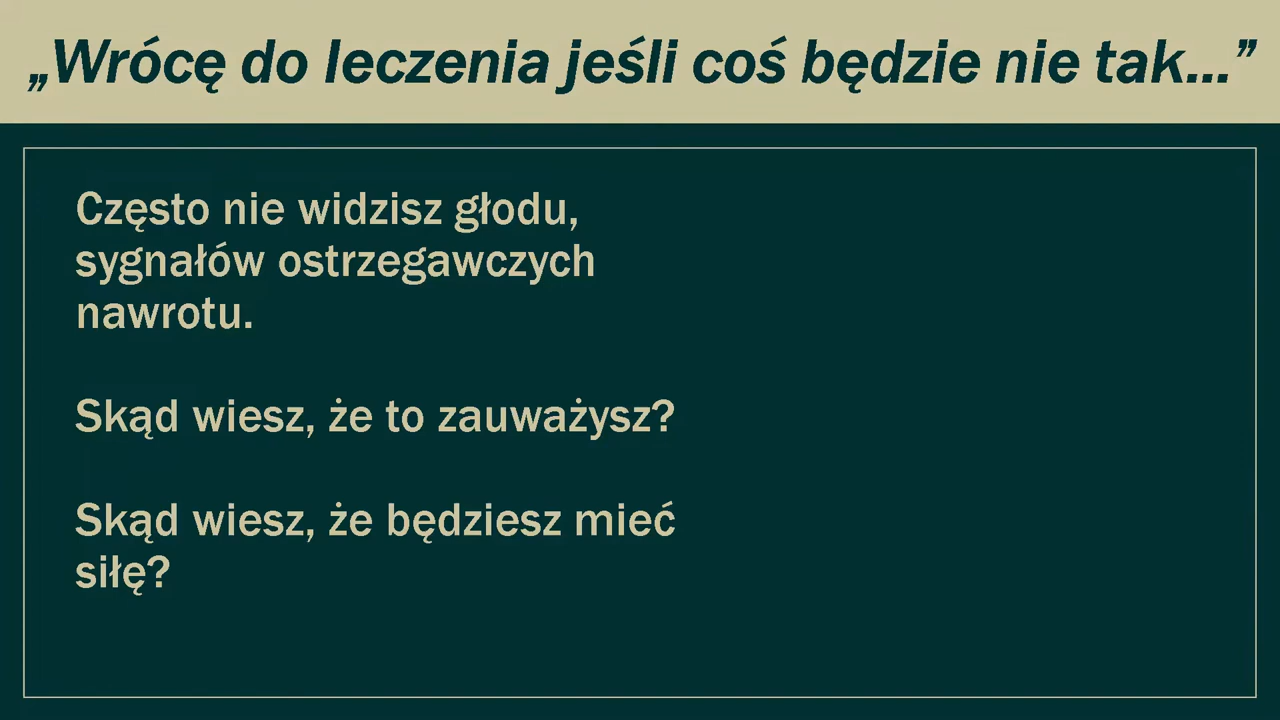 „Wrócę do leczenia jeśli coś będzie nie tak...”
Często nie widzisz głodu,
sygnałów ostrzegawczych
nawrotu.
Skąd wiesz, że to zauważysz?
Skąd wiesz, że będziesz mieć
siłę?